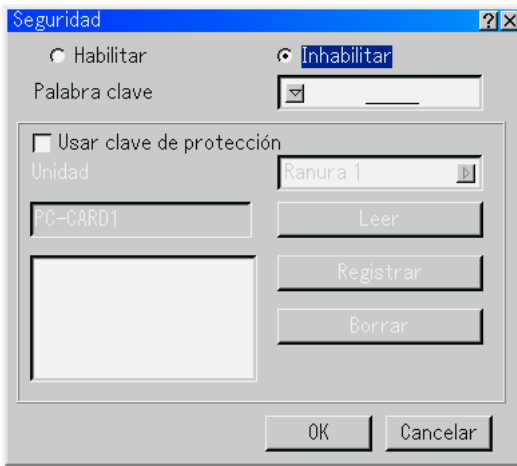 Seguridad
Habilitar Inhabilitar
Palabra clave
Usar clave de protección
Unidad Ranura 1
PC-CARD1 Leer
Registrar
Borrar
OK Cancelar